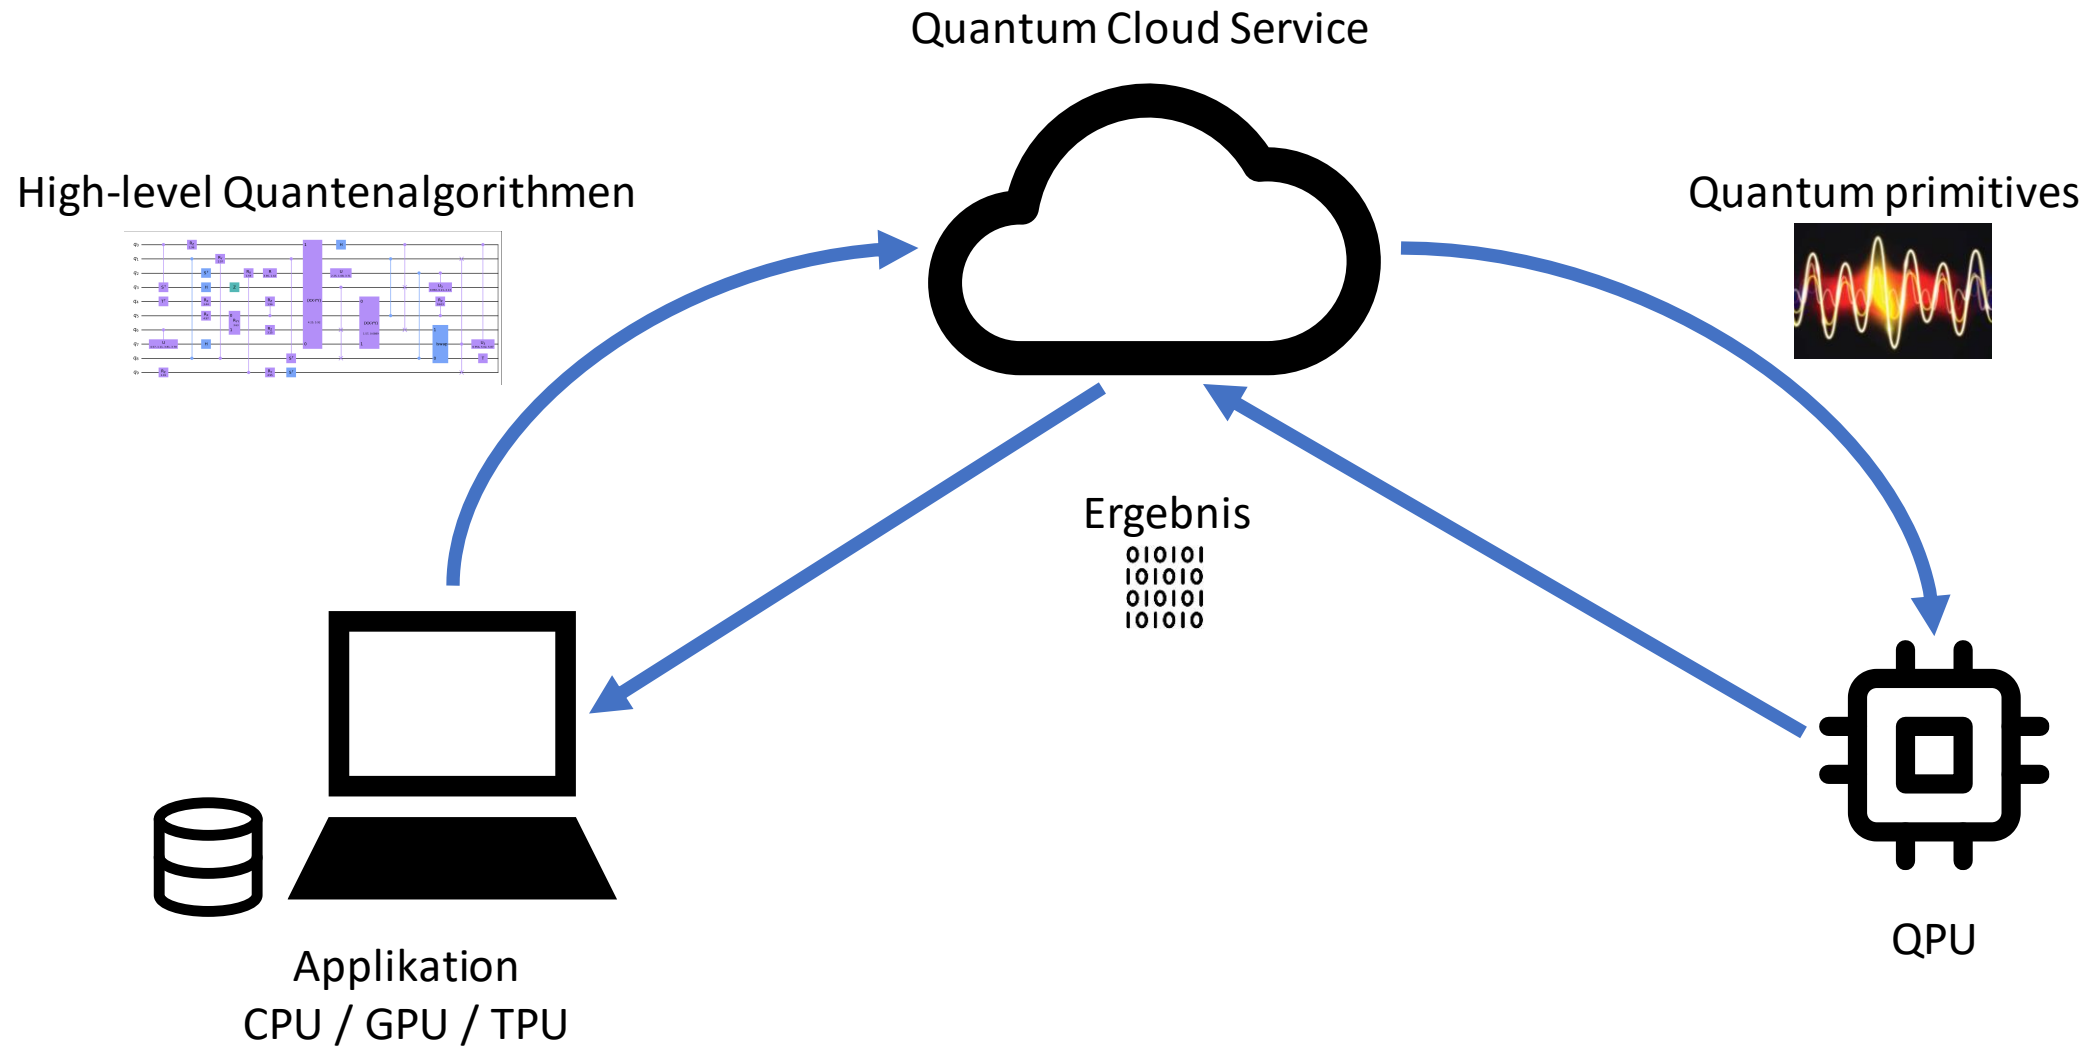 Quantum Cloud Service
High-level Quantenalgorithmen
Quantum primitives
Ergebnis
010101
101010
010101
101010
QPU
Applikation
CPU / GPU / TPU